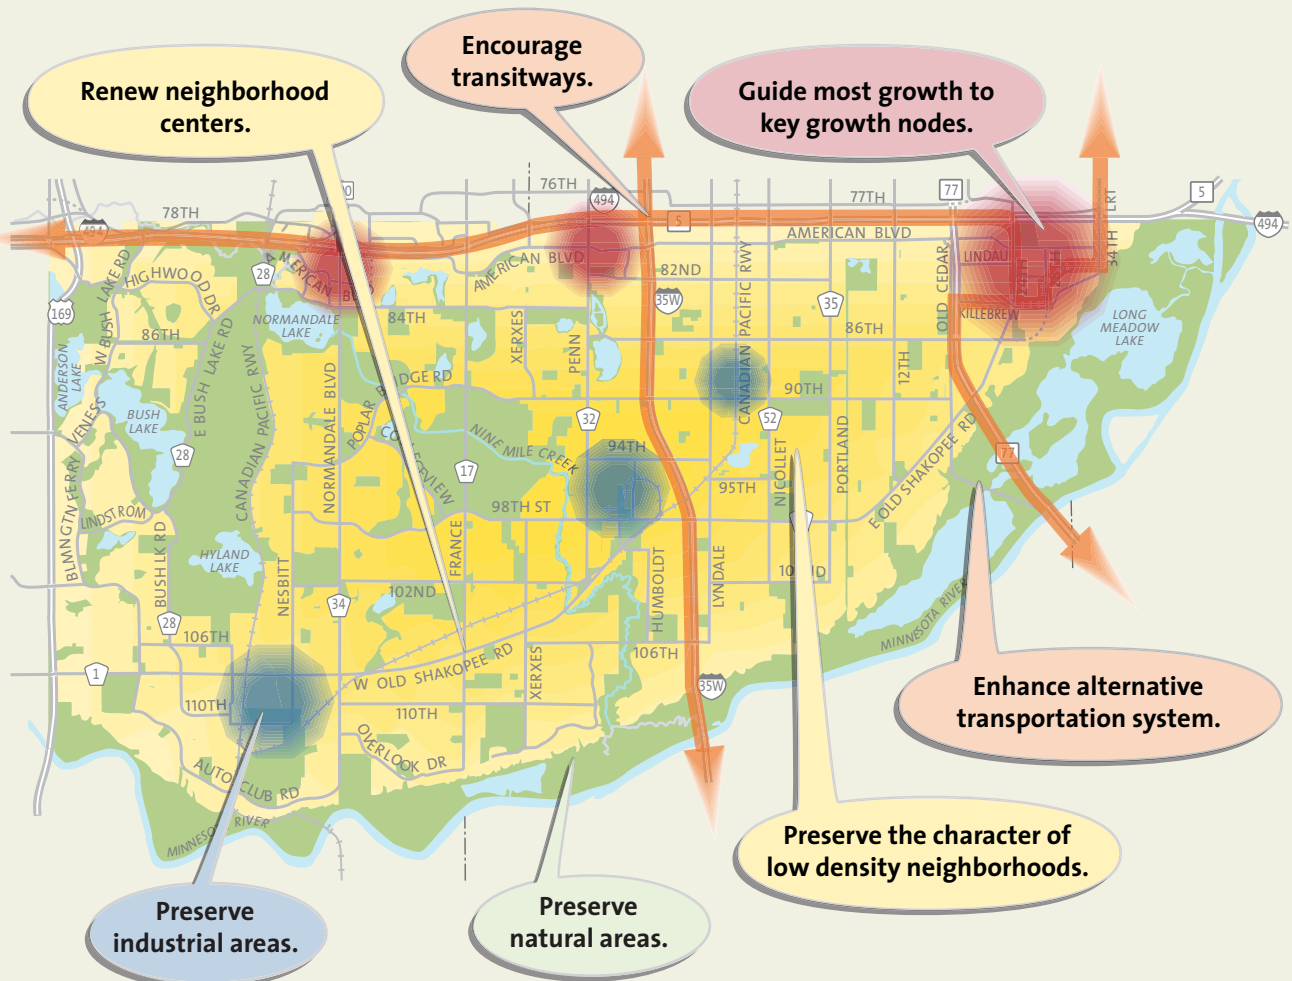 Encourage
transitways.
Renew neighborhood
centers.
Guide most growth to
key growth nodes.
76TH
494
77TH
77
5
LRT
78TH
5
494
494
AMERICAN BLVD
34TH
W BUSH LAKE RD
HIGHWOOD DR
28
AMERICAN
AMERICAN BLVD
82ND
CANADIAN PACIFIC RWY
OLD CEDAR
LINDAU
24TH
28TH
169
NORMANDALE
LAKE
84TH
35W
35
KILLEBREW
LONG
MEADOW
LAKE
86TH
86TH
E BUSH LAKE RD
CANADIAN PACIFIC RWY
XERXES
PENN
12TH
ANDERSON
LAKE
NORMANDALE BLVD
90TH
BUSH
LAKE
VENESS
POPLAR
32
52
28
NINE MILE CREEK
94TH
NICOLLET
PORTLAND
E OLD SHAKOPEE RD
77
17
95TH
BLMNGTN FERRY
LINDSTROM
98TH ST
BUSH LK RD
HYLAND
LAKE
NESBITT
FRANCE
HUMBOLDT
LYNDALE
102ND
34
28
106TH
106TH
MINNESOTA RIVER
1
W OLD SHAKOPEE RD
XERXES
35W
110TH
110TH
OVERLOOK DR
AUTO CLUB RD
MINNESOTA RIVER
Enhance alternative
transportation system.
Preserve the character of
low density neighborhoods.
Preserve
industrial areas.
Preserve
natural areas.